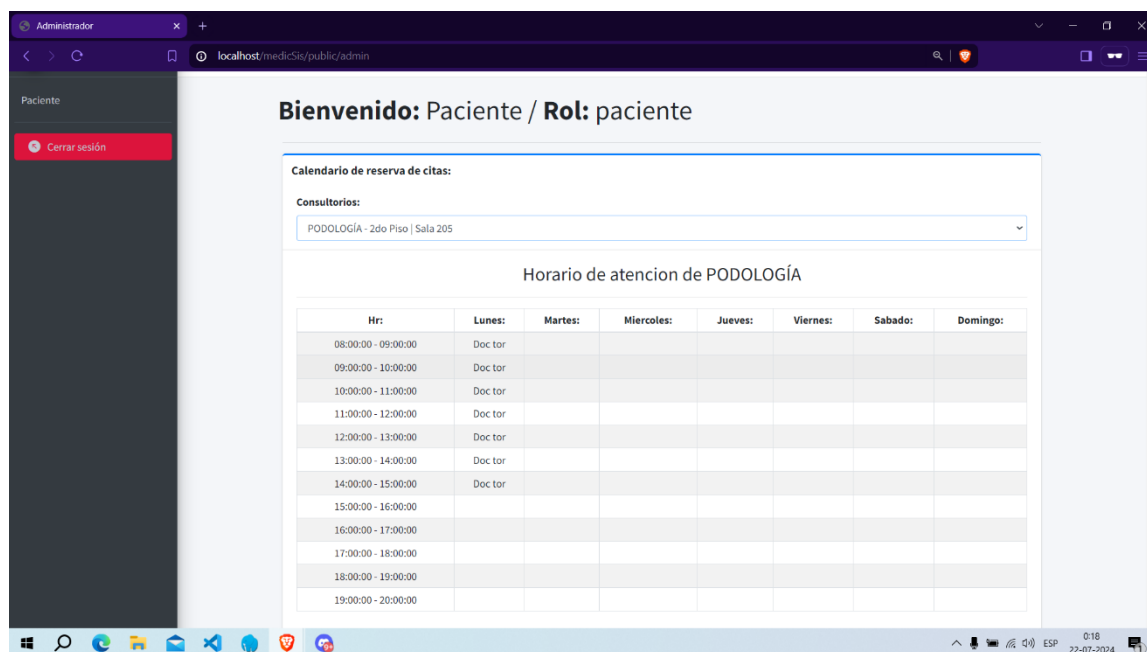 Administrador
localhost/medicSis/public/admin
Paciente
Cerrar sesión
Bienvenido: Paciente / Rol: paciente
Calendario de reserva de citas:
Consultorios:
PODOLOGÍA - 2do Piso | Sala 205
Horario de atencion de PODOLOGÍA
Hr: Lunes: Martes: Miercoles: Jueves: Viernes: Sabado: Domingo:
08:00:00 - 09:00:00 Doc tor
09:00:00 - 10:00:00 Doc tor
10:00:00 - 11:00:00 Doc tor
11:00:00 - 12:00:00 Doc tor
12:00:00 - 13:00:00 Doc tor
13:00:00 - 14:00:00 Doc tor
14:00:00 - 15:00:00 Doc tor
15:00:00 - 16:00:00
16:00:00 - 17:00:00
17:00:00 - 18:00:00
18:00:00 - 19:00:00
19:00:00 - 20:00:00
ESP
0:18
22-07-2024